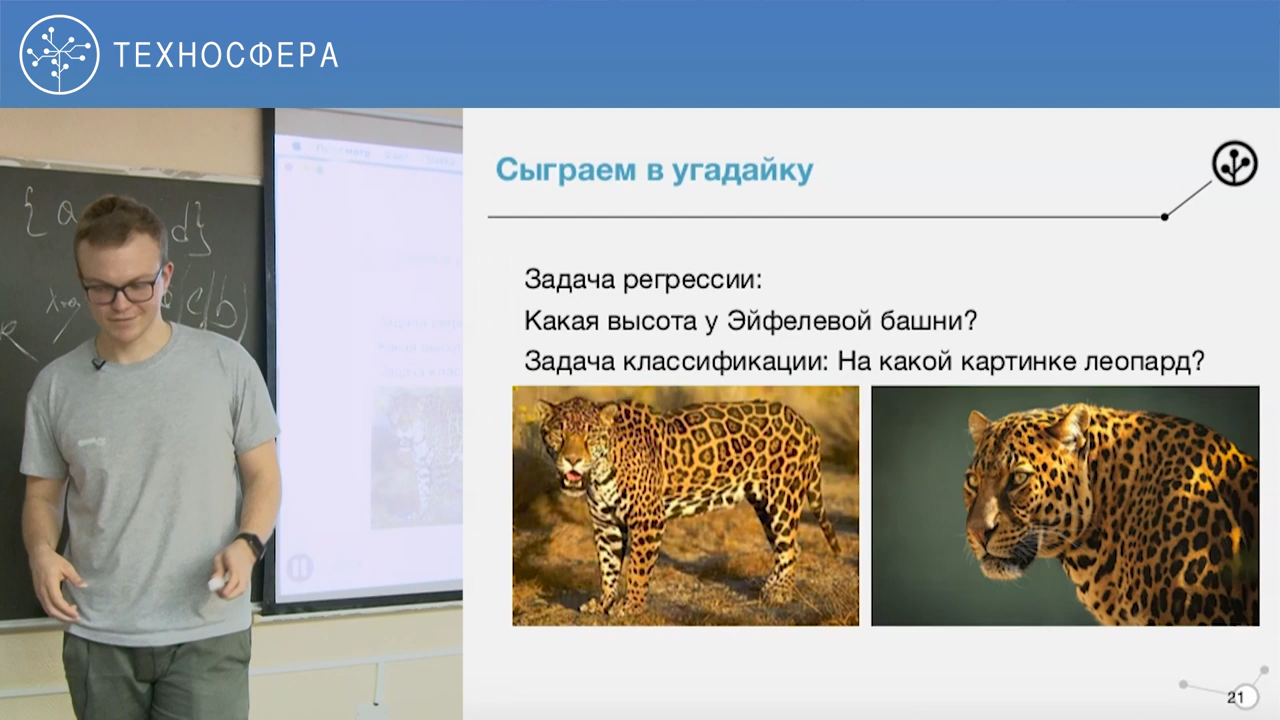 ТЕХНОСФЕРА
Сыграем в угадайку
Задача регрессии:
Какая высота у Эйфелевой башни?
Задача классификации: На какой картинке леопард?
21